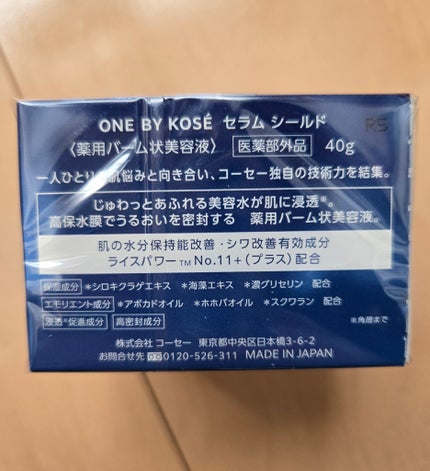 ONE BY KOSÉ セラム シールド
RS
〈薬用バーム状美容液〉 医薬部外品 40g
一人ひとりの肌悩みと向き合い、コーセー独自の技術力を結集。
じゅわっとあふれる美容水が肌に浸透※。
高保水膜でうるおいを密封する 薬用バーム状美容液。
肌の水分保持能改善・シワ改善有効成分
ライスパワー™ No.11+（プラス）配合
保湿成分 *シロキクラゲエキス *海藻エキス *濃グリセリン 配合
エモリエント成分 *アボカドオイル *ホホバオイル *スクワラン 配合
浸透※促進成分 高密封成分 ※角層まで
株式会社 コーセー 東京都中央区日本橋3-6-2
お問合せ先 0120-526-311 MADE IN JAPAN